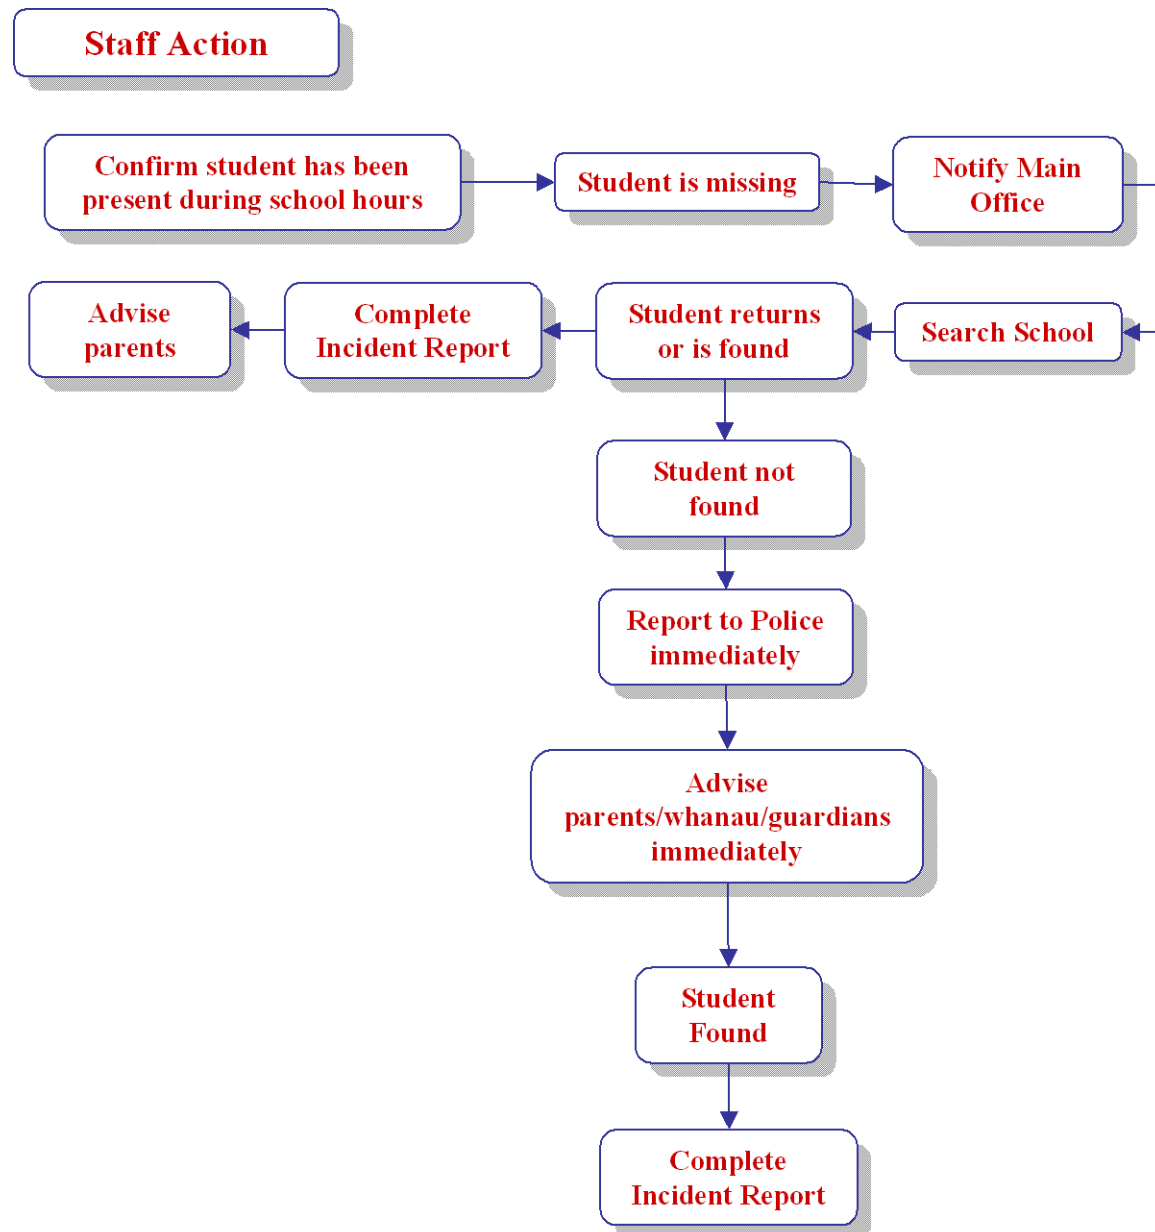 Staff Action
Confirm student has been
present during school hours
Student is missing
Notify Main
Office
Advise
parents
Complete
Incident Report
Student returns
or is found
Search School
Student not
found
Report to Police
immediately
Advise
parents/whanau/guardians
immediately
Student
Found
Complete
Incident Report